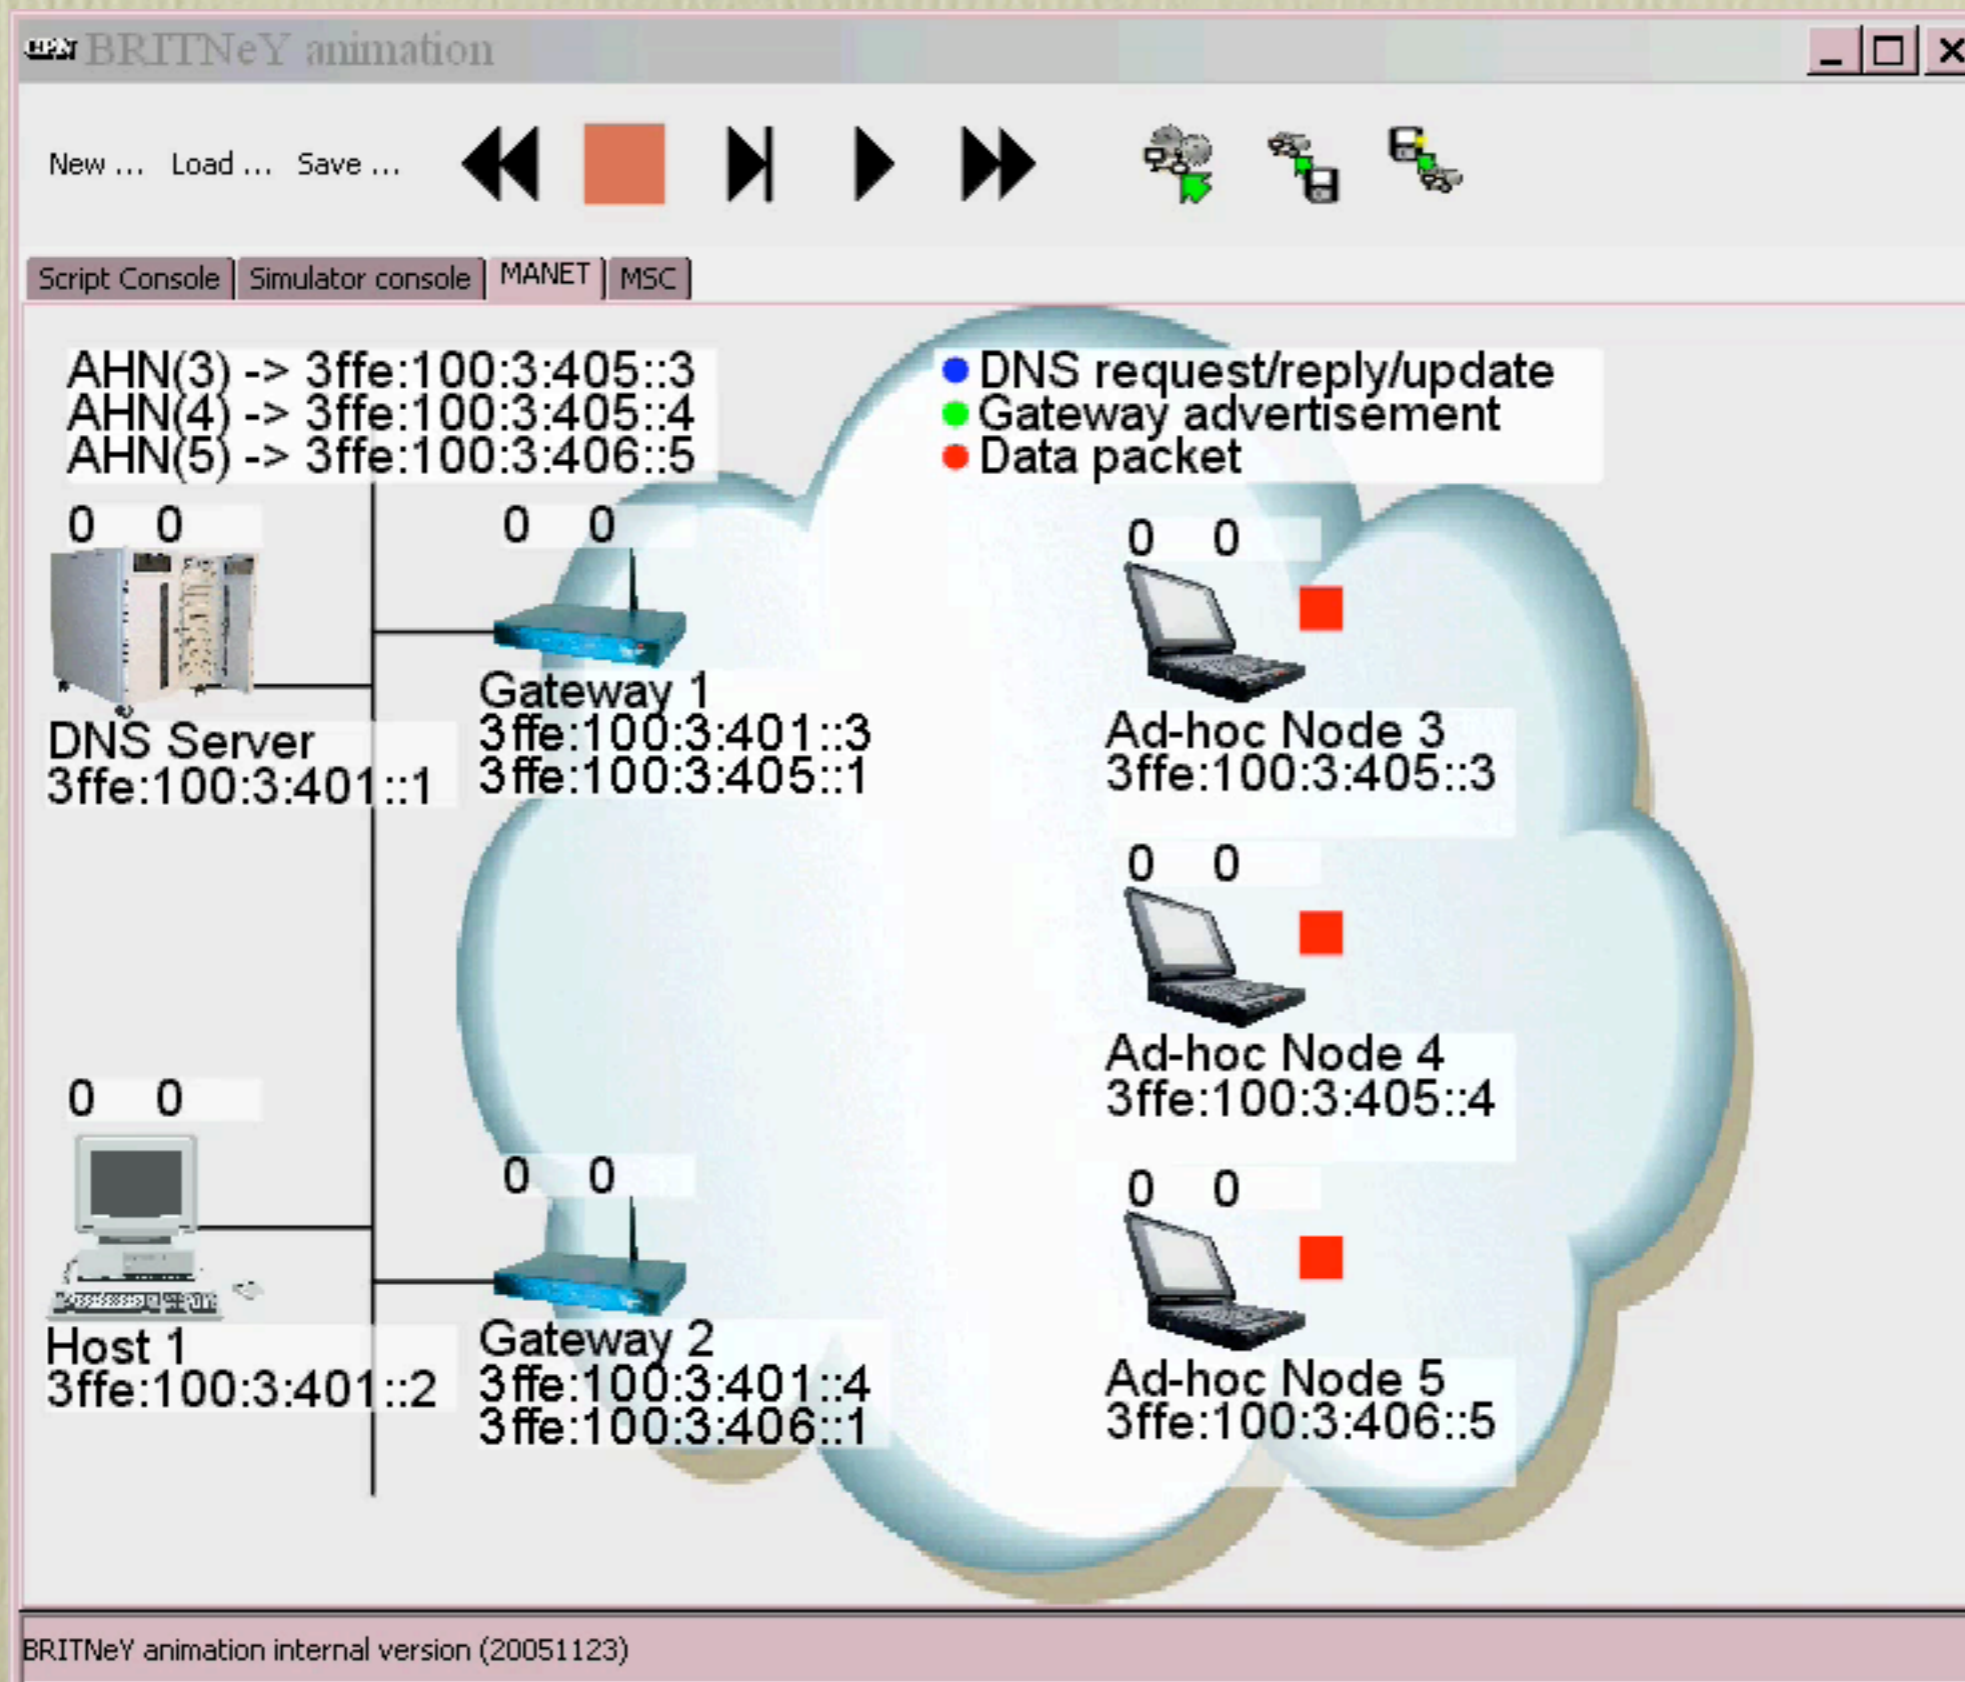 CPN BRITNeY animation
New ... Load ... Save ...
Script Console Simulator console MANET MSC
AHN(3) -> 3ffe:100:3:405::3
AHN(4) -> 3ffe:100:3:405::4
AHN(5) -> 3ffe:100:3:406::5
DNS request/reply/update
Gateway advertisement
Data packet
0 0
DNS Server
3ffe:100:3:401::1
0 0
Gateway 1
3ffe:100:3:401::3
3ffe:100:3:405::1
0 0
Ad-hoc Node 3
3ffe:100:3:405::3
0 0
Ad-hoc Node 4
3ffe:100:3:405::4
0 0
Host 1
3ffe:100:3:401::2
0 0
Gateway 2
3ffe:100:3:401::4
3ffe:100:3:406::1
0 0
Ad-hoc Node 5
3ffe:100:3:406::5
BRITNeY animation internal version (20051123)